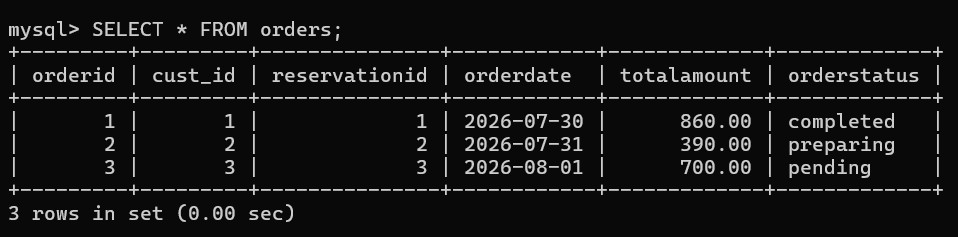 mysql> SELECT * FROM orders;
+---------+---------+---------------+------------+-------------+-------------+
| orderid | cust_id | reservationid | orderdate  | totalamount | orderstatus |
+---------+---------+---------------+------------+-------------+-------------+
|       1 |       1 |             1 | 2026-07-30 |      860.00 | completed   |
|       2 |       2 |             2 | 2026-07-31 |      390.00 | preparing   |
|       3 |       3 |             3 | 2026-08-01 |      700.00 | pending     |
+---------+---------+---------------+------------+-------------+-------------+
3 rows in set (0.00 sec)